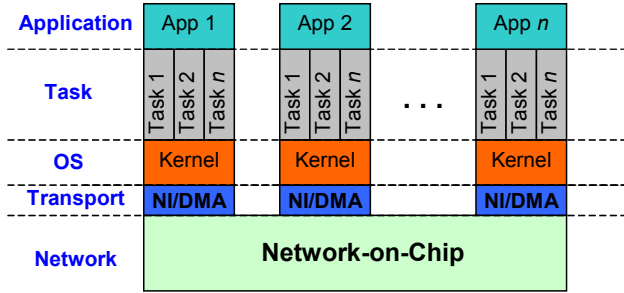 Application App 1 App 2 App n
Task Task 1 Task 2 Task n Task 1 Task 2 Task n . . . Task 1 Task 2 Task n
OS Kernel Kernel Kernel
Transport NI/DMA NI/DMA NI/DMA
Network Network-on-Chip